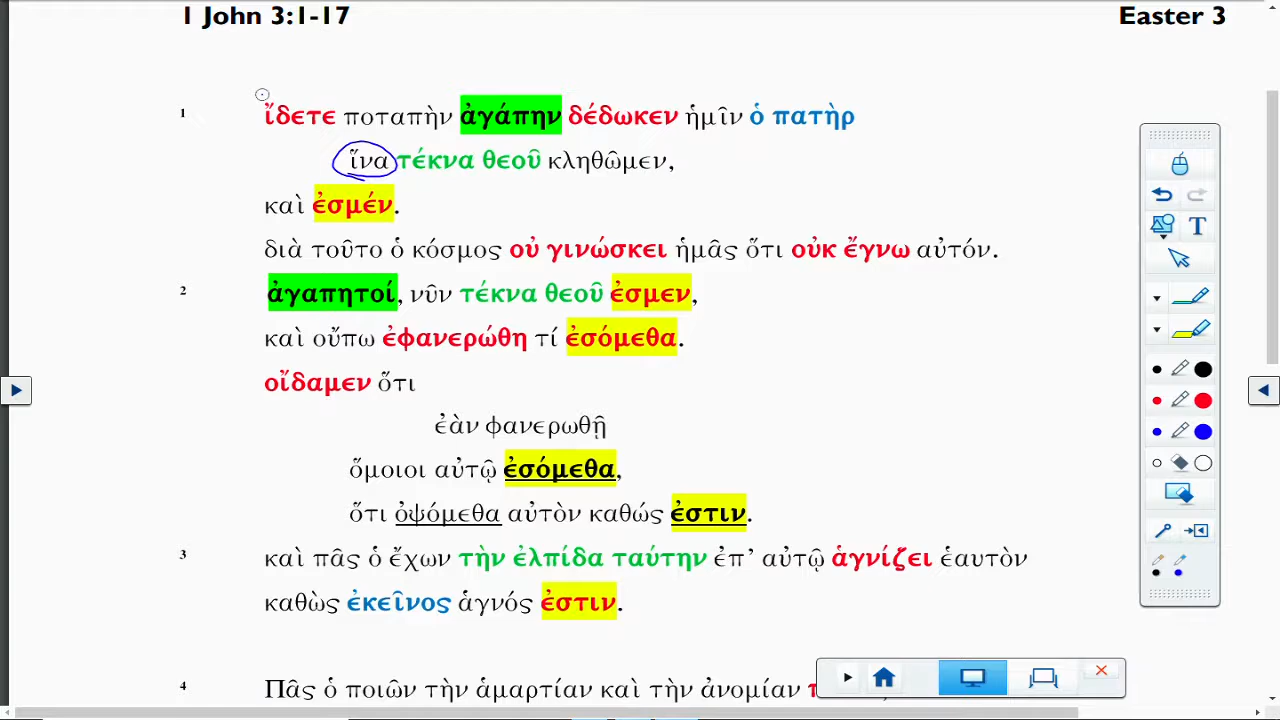 1 John 3:1-17 Easter 3
1 ἴδετε ποταπὴν ἀγάπην δέδωκεν ἡμῖν ὁ πατὴρ
ἵνα τέκνα θεοῦ κληθῶμεν,
καὶ ἐσμέν.
διὰ τοῦτο ὁ κόσμος οὐ γινώσκει ἡμᾶς ὅτι οὐκ ἔγνω αὐτόν.
2 ἀγαπητοί, νῦν τέκνα θεοῦ ἐσμεν,
καὶ οὔπω ἐφανερώθη τί ἐσόμεθα.
οἴδαμεν ὅτι
ἐὰν φανερωθῇ
ὅμοιοι αὐτῷ ἐσόμεθα,
ὅτι ὀψόμεθα αὐτὸν καθώς ἐστιν.
3 καὶ πᾶς ὁ ἔχων τὴν ἐλπίδα ταύτην ἐπ’ αὐτῷ ἁγνίζει ἑαυτὸν
καθὼς ἐκεῖνος ἁγνός ἐστιν.
4 Πᾶς ὁ ποιῶν τὴν ἁμαρτίαν καὶ τὴν ἀνομίαν
T